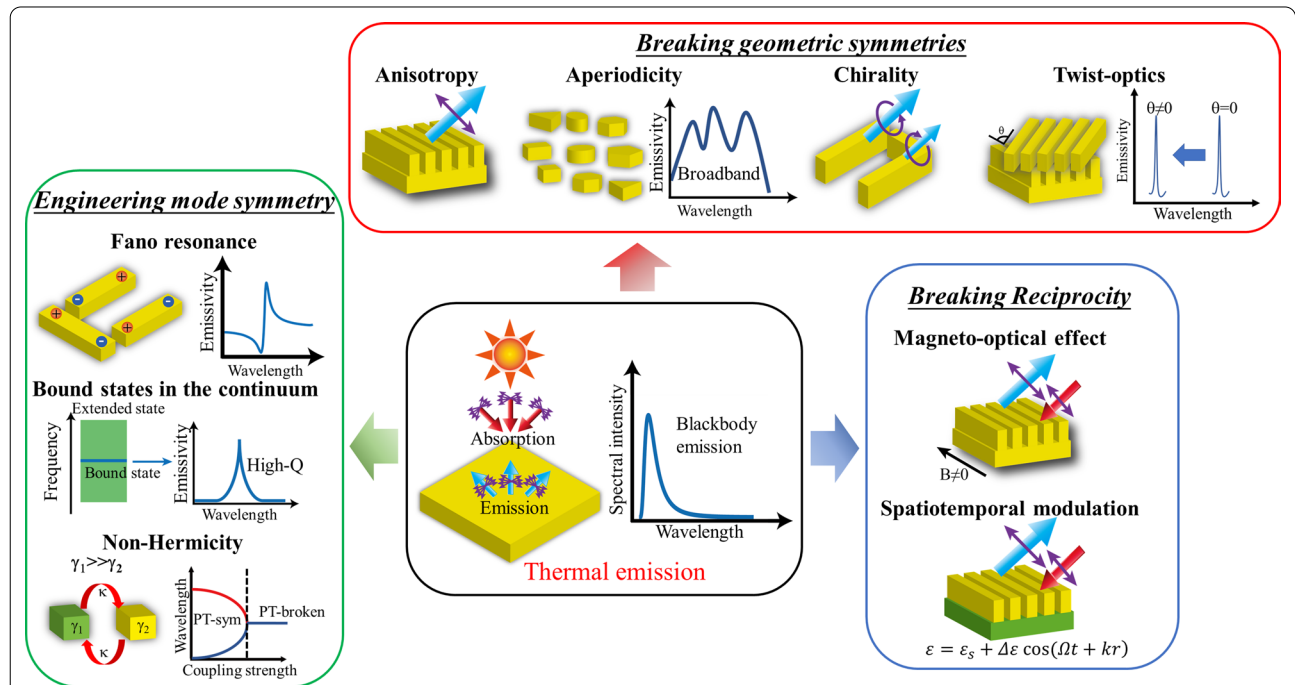 Breaking geometric symmetries
Anisotropy
Aperiodicity
Emissivity
Broadband
Wavelength
Chirality
Twist-optics
θ
Emissivity
θ≠0
θ=0
Wavelength
Engineering mode symmetry
Fano resonance
+
-
+
-
+
-
Emissivity
Wavelength
Bound states in the continuum
Extended state
Frequency
Bound state
Emissivity
High-Q
Wavelength
Non-Hermicity
γ₁>>γ₂
κ
γ₁
γ₂
κ
Wavelength
PT-sym
PT-broken
Coupling strength
Absorption
Emission
Spectral intensity
Blackbody
emission
Wavelength
Thermal emission
Breaking Reciprocity
Magneto-optical effect
B≠0
Spatiotemporal modulation
ε = εₛ + Δε cos(Ωt + kr)